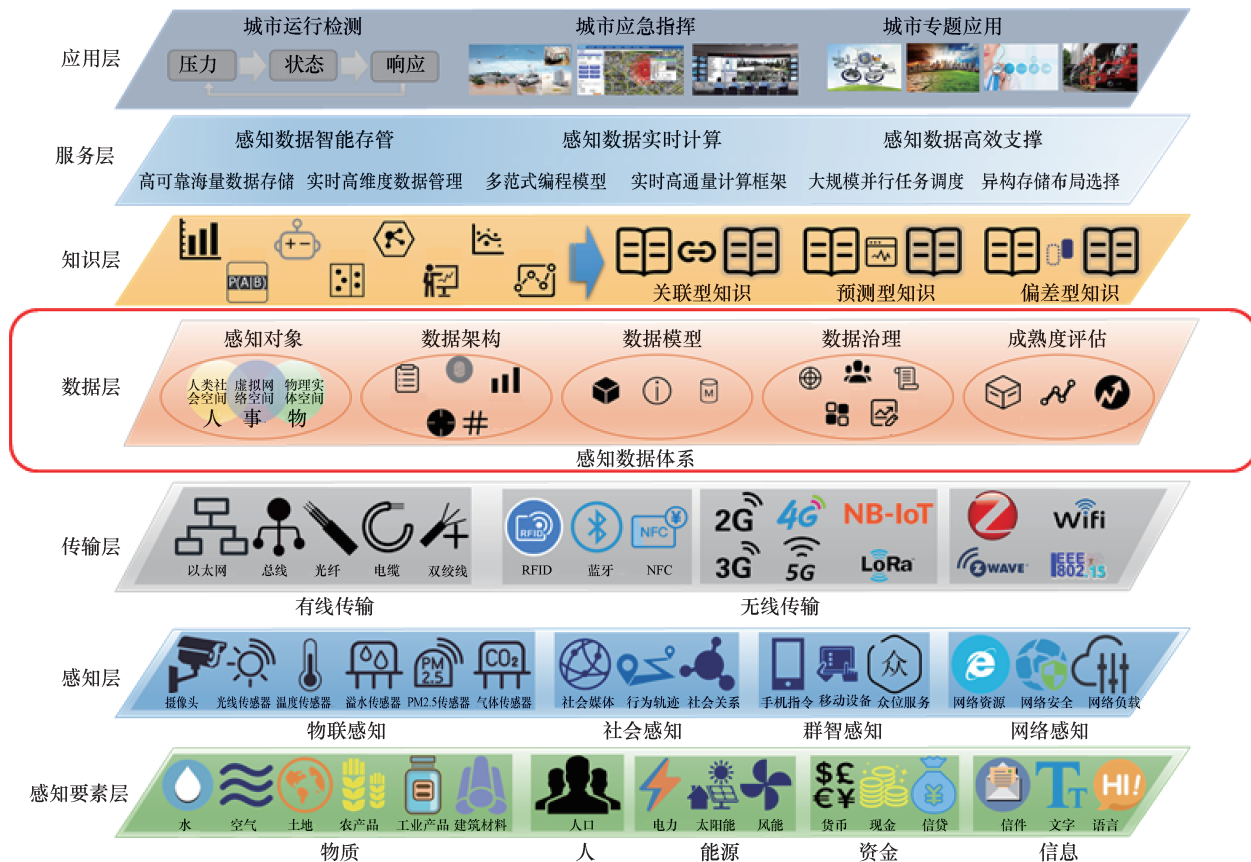 城市运行检测
城市应急指挥
城市专题应用
应用层
压力
状态
响应
感知数据智能存管
感知数据实时计算
感知数据高效支撑
服务层
高可靠海量数据存储
实时高维度数据管理
多范式编程模型
实时高通量计算框架
大规模并行任务调度
异构存储布局选择
知识层
P(A|B)
关联型知识
预测型知识
偏差型知识
感知对象
数据架构
数据模型
数据治理
成熟度评估
数据层
人类社
会空间
虚拟网
络空间
物理实
体空间
人
事
物
M
感知数据体系
传输层
以太网
总线
光纤
电缆
双绞线
RFID
NFC
RFID
蓝牙
NFC
2G
4G
NB-IoT
3G
5G
LoRa
WiFi
Z WAVE
IEEE
802.15
有线传输
无线传输
感知层
PM
2.5
CO2
众
摄像头
光线传感器
温度传感器
溢水传感器
PM2.5传感器
气体传感器
社会媒体
行为轨迹
社会关系
手机指令
移动设备
众位服务
网络资源
网络安全
网络负载
物联感知
社会感知
群智感知
网络感知
感知要素层
HI!
水
空气
土地
农产品
工业产品
建筑材料
人口
电力
太阳能
风能
货币
现金
信贷
信件
文字
语言
物质
人
能源
资金
信息